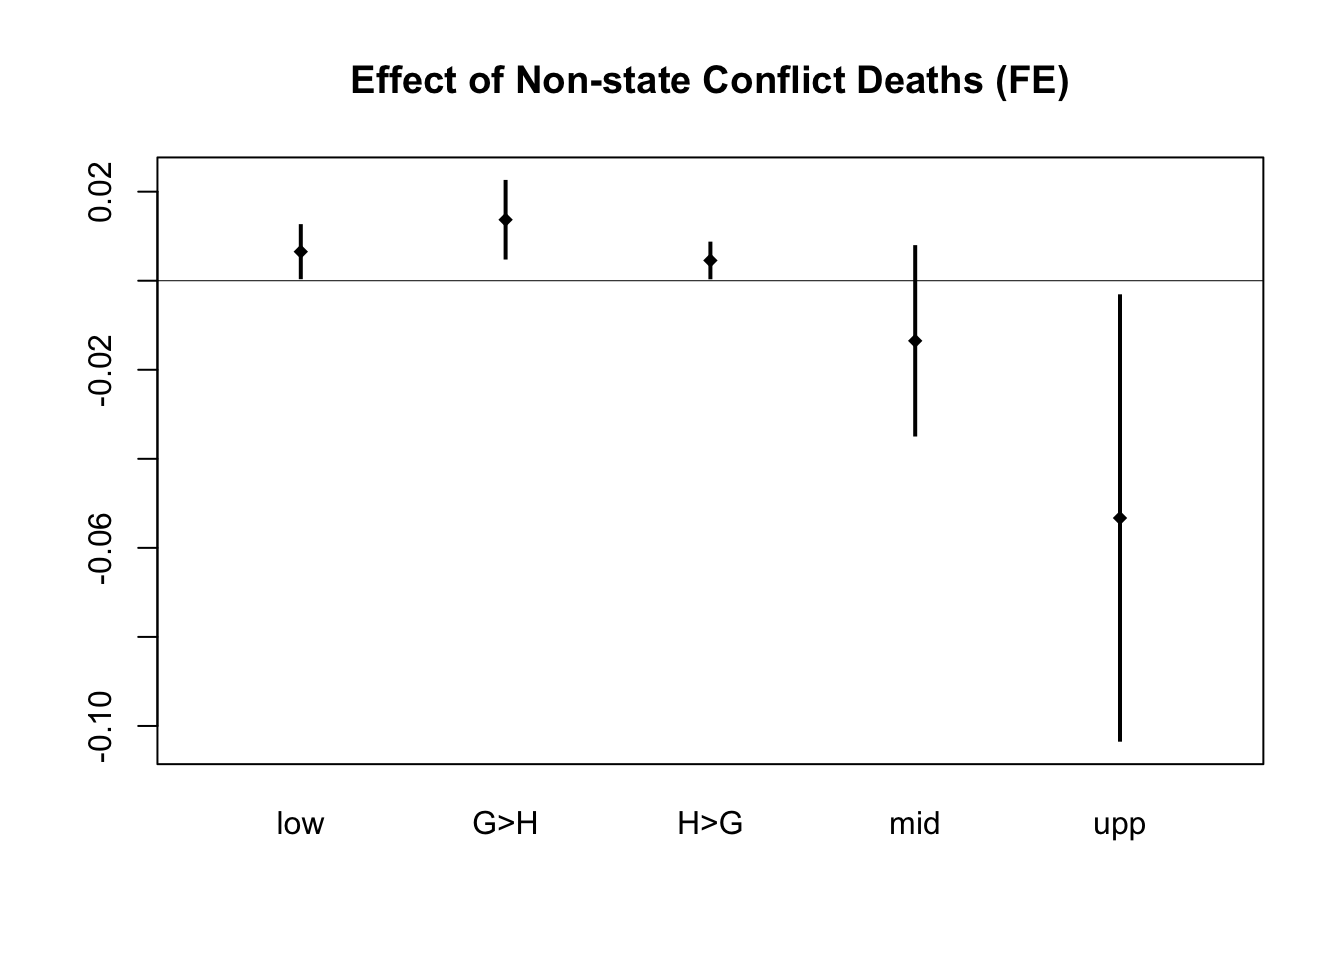 Effect of Non-state Conflict Deaths (FE)
0.02
-0.02
-0.06
-0.10
low G>H H>G mid upp